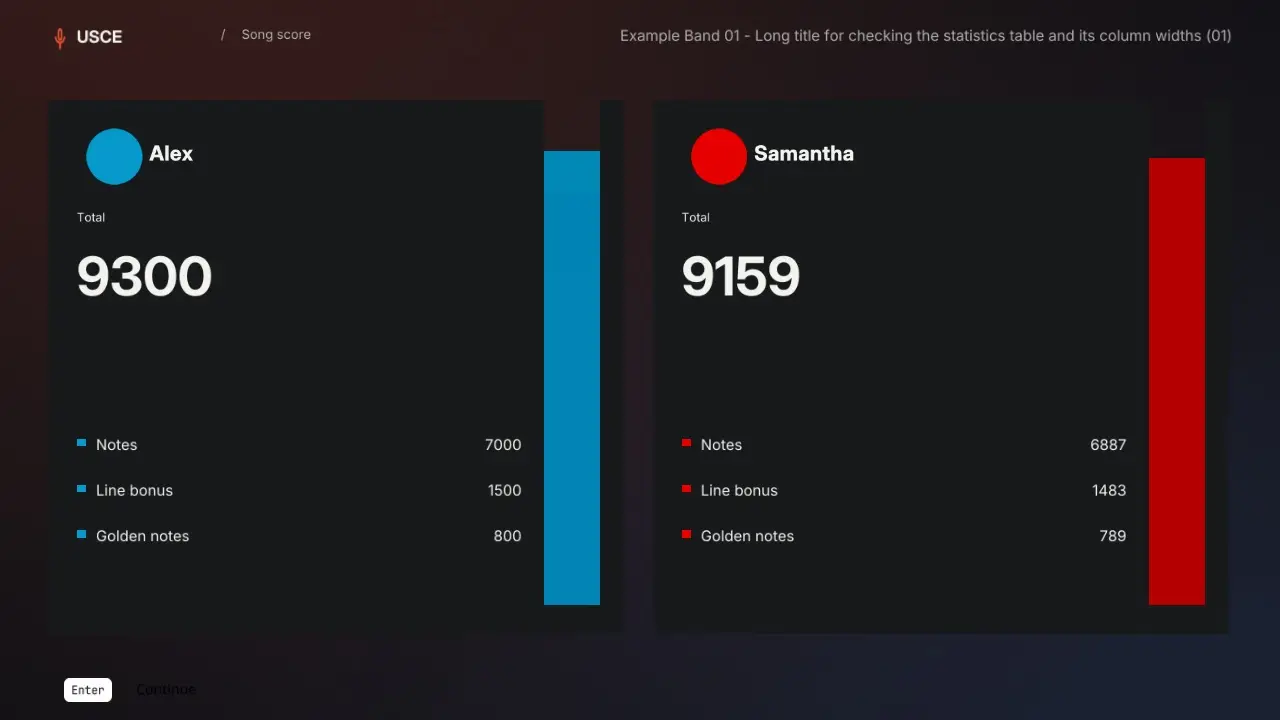 USCE / Song score
Example Band 01 - Long title for checking the statistics table and its column widths (01)
Alex
Total
9300
Notes 7000
Line bonus 1500
Golden notes 800
Samantha
Total
9159
Notes 6887
Line bonus 1483
Golden notes 789
Enter Continue